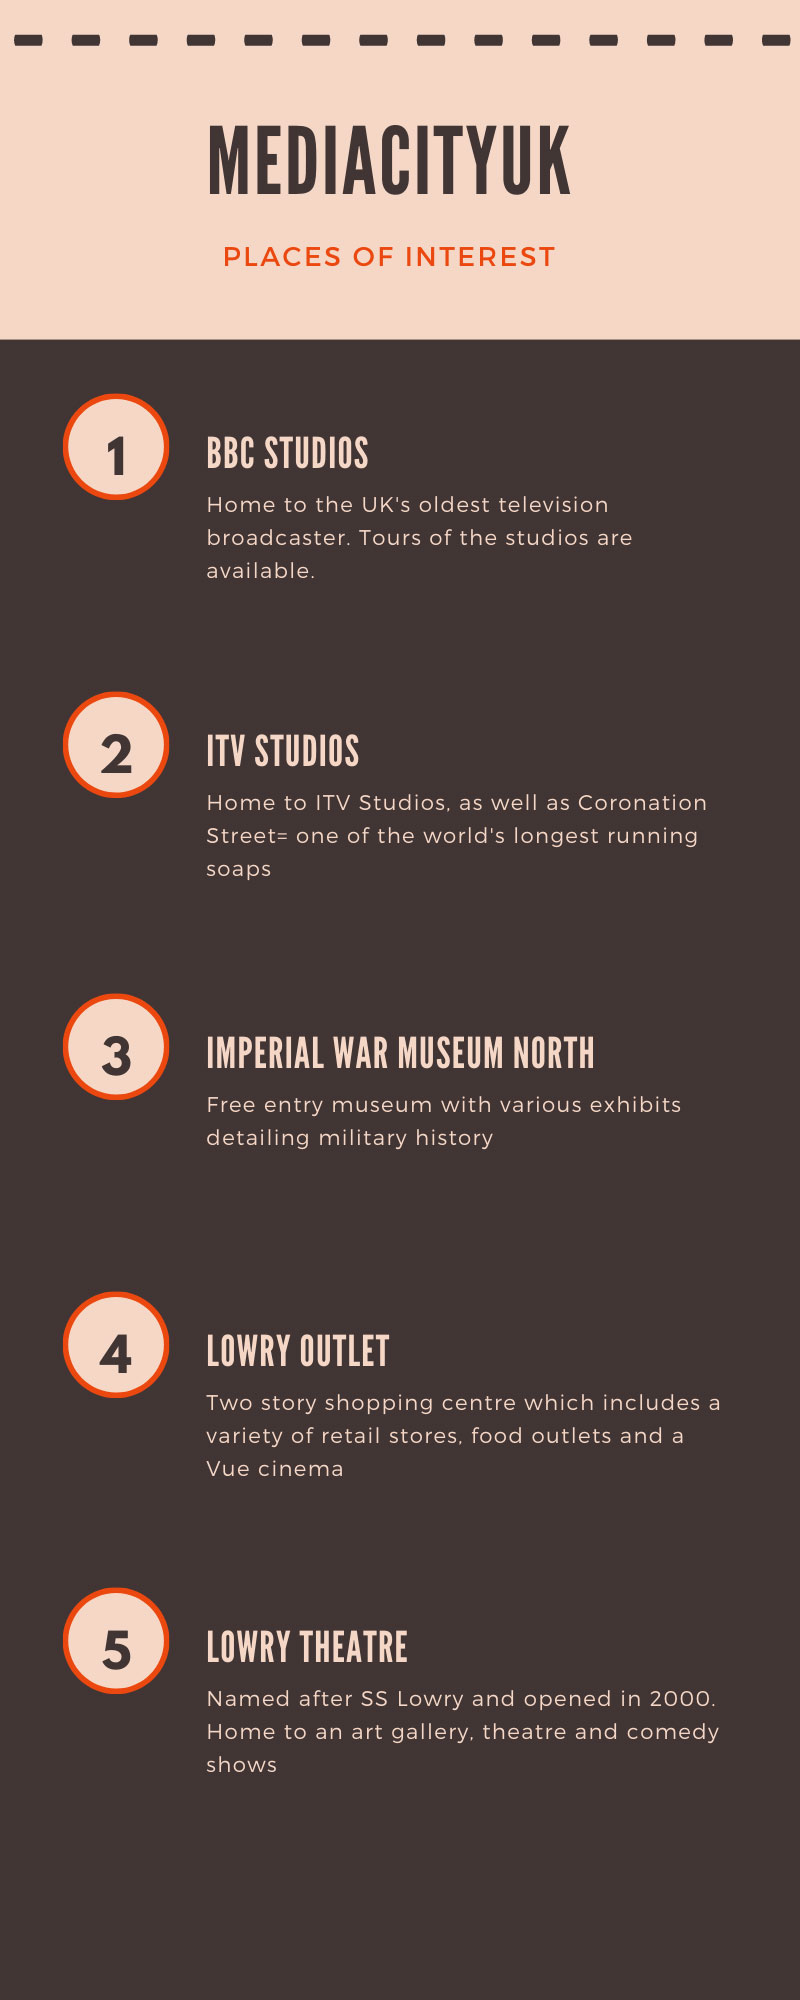 MEDIACITYUK
PLACES OF INTEREST
1
BBC STUDIOS
Home to the UK's oldest television
broadcaster. Tours of the studios are
available.
2
ITV STUDIOS
Home to ITV Studios, as well as Coronation
Street= one of the world's longest running
soaps
3
IMPERIAL WAR MUSEUM NORTH
Free entry museum with various exhibits
detailing military history
4
LOWRY OUTLET
Two story shopping centre which includes a
variety of retail stores, food outlets and a
Vue cinema
5
LOWRY THEATRE
Named after SS Lowry and opened in 2000.
Home to an art gallery, theatre and comedy
shows